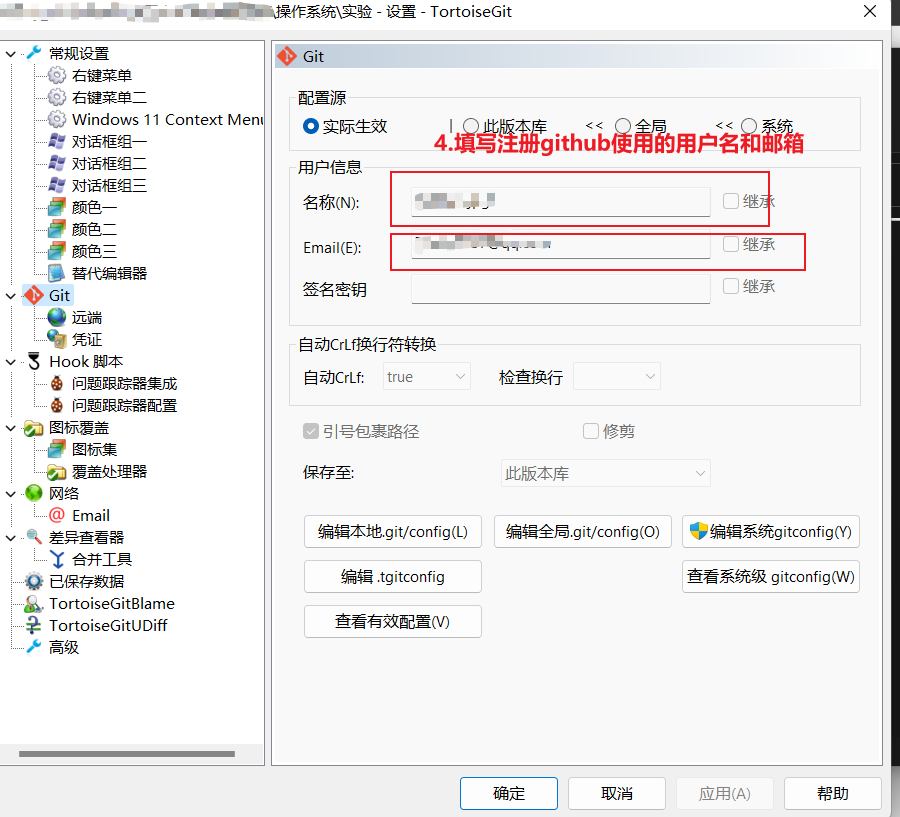 \操作系统\实验 - 设置 - TortoiseGit
常规设置
右键菜单
右键菜单二
Windows 11 Context Menu
对话框组一
对话框组二
对话框组三
颜色一
颜色二
颜色三
替代编辑器
Git
远端
凭证
Hook 脚本
问题跟踪器集成
问题跟踪器配置
图标覆盖
图标集
覆盖处理器
网络
Email
差异查看器
合并工具
已保存数据
TortoiseGitBlame
TortoiseGitUDiff
高级
Git
配置源
实际生效 | 此版本库 << 全局 << 系统
4.填写注册github使用的用户名和邮箱
用户信息
名称(N): 继承
Email(E): 继承
签名密钥 继承
自动CrLf换行符转换
自动CrLf: true 检查换行
引号包裹路径 修剪
保存至: 此版本库
编辑本地.git/config(L) 编辑全局.git/config(O) 编辑系统gitconfig(Y)
编辑 .tgitconfig 查看系统级 gitconfig(W)
查看有效配置(V)
确定 取消 应用(A) 帮助